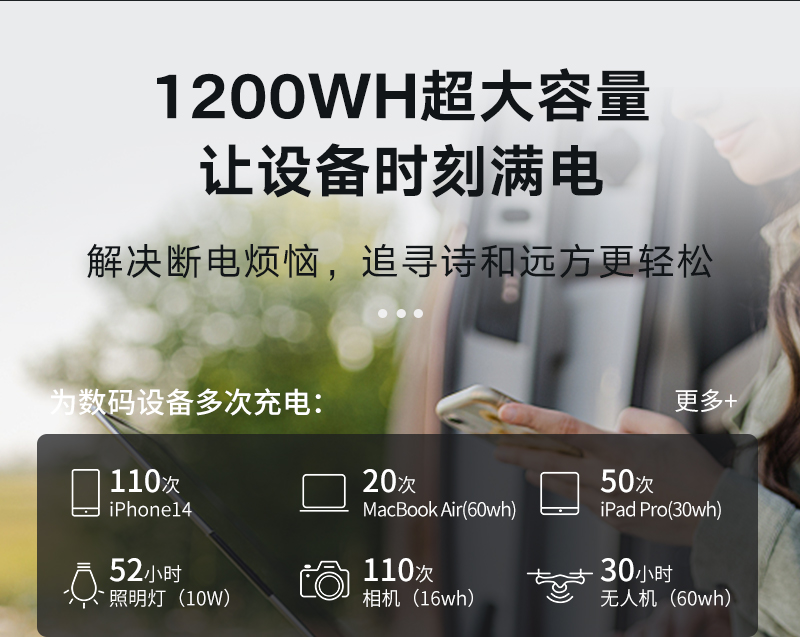 1200WH超大容量
让设备时刻满电
解决断电烦恼，追寻诗和远方更轻松
为数码设备多次充电：
更多+
110次
iPhone14
20次
MacBook Air(60wh)
50次
iPad Pro(30wh)
52小时
照明灯（10W）
110次
相机（16wh）
30小时
无人机（60wh）